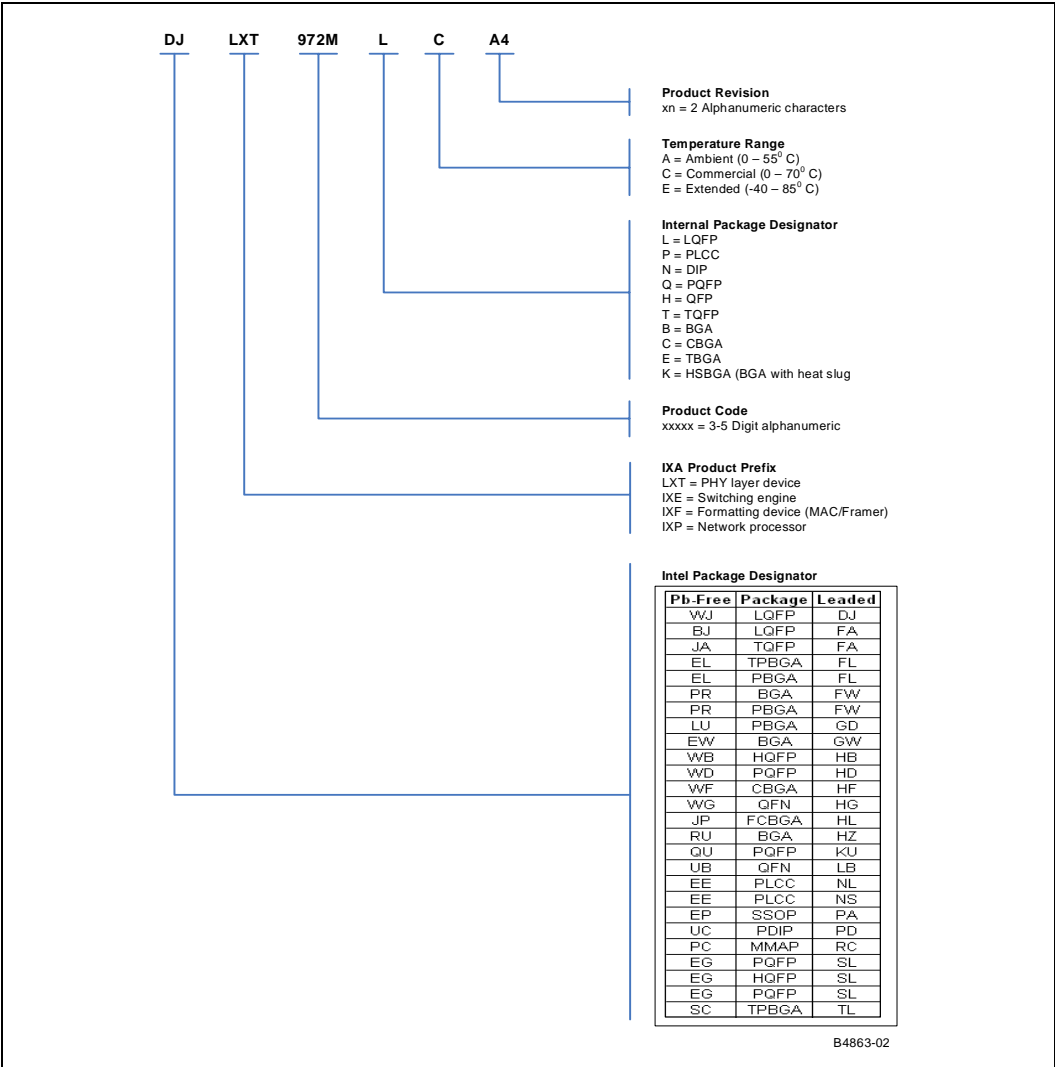 DJ LXT 972M L C A4
Product Revision
xn = 2 Alphanumeric characters
Temperature Range
A = Ambient (0 – 55⁰ C)
C = Commercial (0 – 70⁰ C)
E = Extended (-40 – 85⁰ C)
Internal Package Designator
L = LQFP
P = PLCC
N = DIP
Q = PQFP
H = QFP
T = TQFP
B = BGA
C = CBGA
E = TBGA
K = HSBGA (BGA with heat slug
Product Code
xxxxx = 3-5 Digit alphanumeric
IXA Product Prefix
LXT = PHY layer device
IXE = Switching engine
IXF = Formatting device (MAC/Framer)
IXP = Network processor
Intel Package Designator
Pb-Free Package Leaded
WJ LQFP DJ
BJ LQFP FA
JA TQFP FA
EL TPBGA FL
EL PBGA FL
PR BGA FW
PR PBGA FW
LU PBGA GD
EW BGA GW
WB HQFP HB
WD PQFP HD
WF CBGA HF
WG QFN HG
JP FCBGA HL
RU BGA HZ
QU PQFP KU
UB QFN LB
EE PLCC NL
EE PLCC NS
EP SSOP PA
UC PDIP PD
PC MMAP RC
EG PQFP SL
EG HQFP SL
EG PQFP SL
SC TPBGA TL
B4863-02